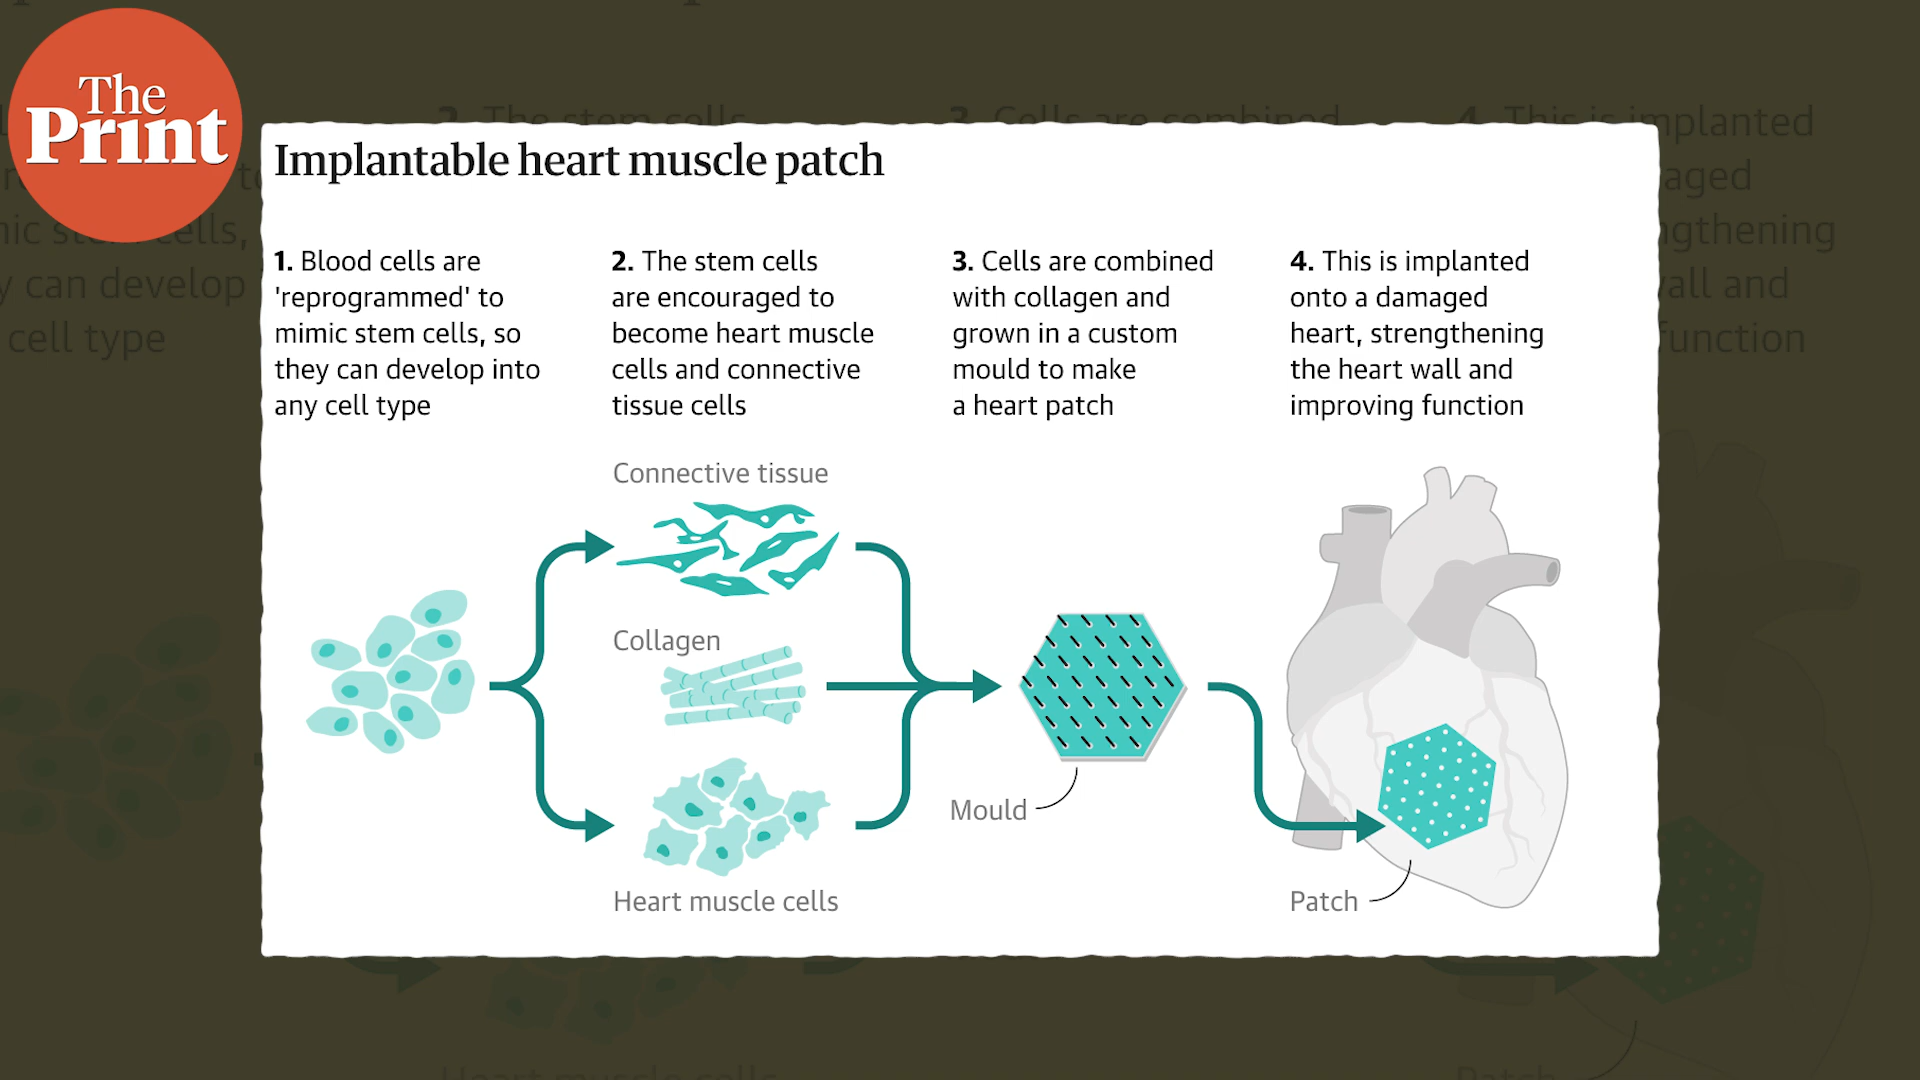 The
Print
Implantable heart muscle patch
1. Blood cells are
'reprogrammed' to
mimic stem cells, so
they can develop into
any cell type
2. The stem cells
are encouraged to
become heart muscle
cells and connective
tissue cells
3. Cells are combined
with collagen and
grown in a custom
mould to make
a heart patch
4. This is implanted
onto a damaged
heart, strengthening
the heart wall and
improving function
Connective tissue
Collagen
Heart muscle cells
Mould
Patch